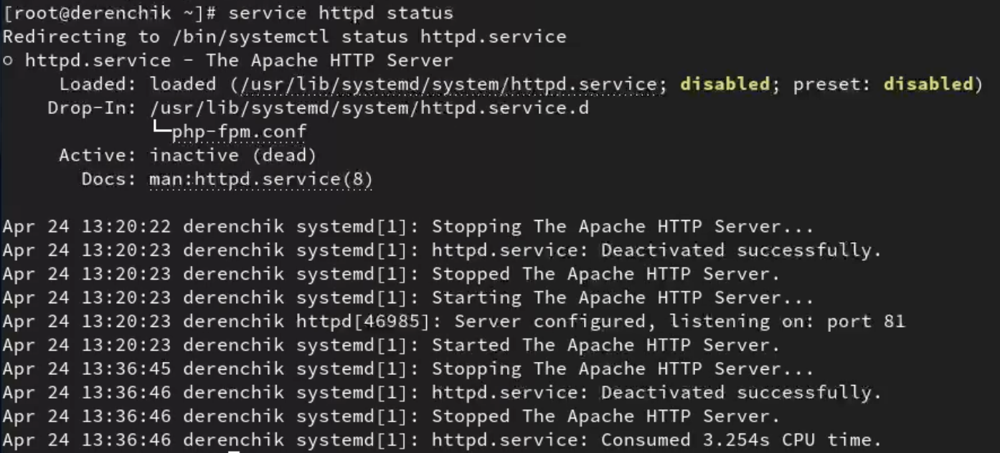 [root@derenchik ~]# service httpd status
Redirecting to /bin/systemctl status httpd.service
○ httpd.service - The Apache HTTP Server
Loaded: loaded (/usr/lib/systemd/system/httpd.service; disabled; preset: disabled)
Drop-In: /usr/lib/systemd/system/httpd.service.d
└─php-fpm.conf
Active: inactive (dead)
Docs: man:httpd.service(8)
Apr 24 13:20:22 derenchik systemd[1]: Stopping The Apache HTTP Server...
Apr 24 13:20:23 derenchik systemd[1]: httpd.service: Deactivated successfully.
Apr 24 13:20:23 derenchik systemd[1]: Stopped The Apache HTTP Server.
Apr 24 13:20:23 derenchik systemd[1]: Starting The Apache HTTP Server...
Apr 24 13:20:23 derenchik httpd[46985]: Server configured, listening on: port 81
Apr 24 13:20:23 derenchik systemd[1]: Started The Apache HTTP Server.
Apr 24 13:36:45 derenchik systemd[1]: Stopping The Apache HTTP Server...
Apr 24 13:36:46 derenchik systemd[1]: httpd.service: Deactivated successfully.
Apr 24 13:36:46 derenchik systemd[1]: Stopped The Apache HTTP Server.
Apr 24 13:36:46 derenchik systemd[1]: httpd.service: Consumed 3.254s CPU time.